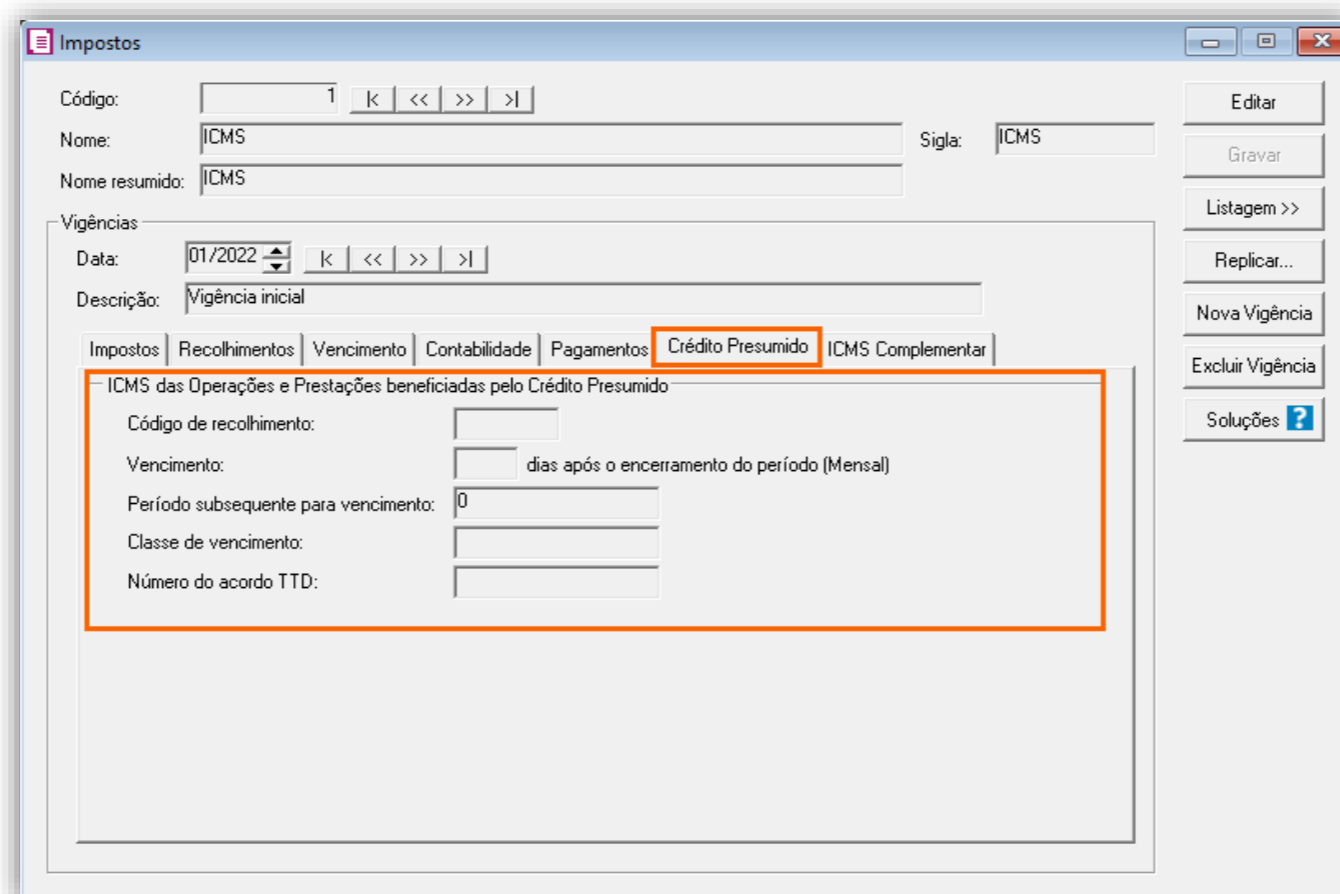 Impostos
Código: 1 |< << >> >|
Editar
Nome: ICMS Sigla: ICMS
Gravar
Nome resumido: ICMS
Listagem >>
Vigências
Data: 01/2022 |< << >> >|
Replicar...
Descrição: Vigência inicial
Nova Vigência
Impostos Recolhimentos Vencimento Contabilidade Pagamentos Crédito Presumido ICMS Complementar
Excluir Vigência
ICMS das Operações e Prestações beneficiadas pelo Crédito Presumido
Código de recolhimento:
Soluções ?
Vencimento: dias após o encerramento do período (Mensal)
Período subsequente para vencimento: 0
Classe de vencimento:
Número do acordo TTD: